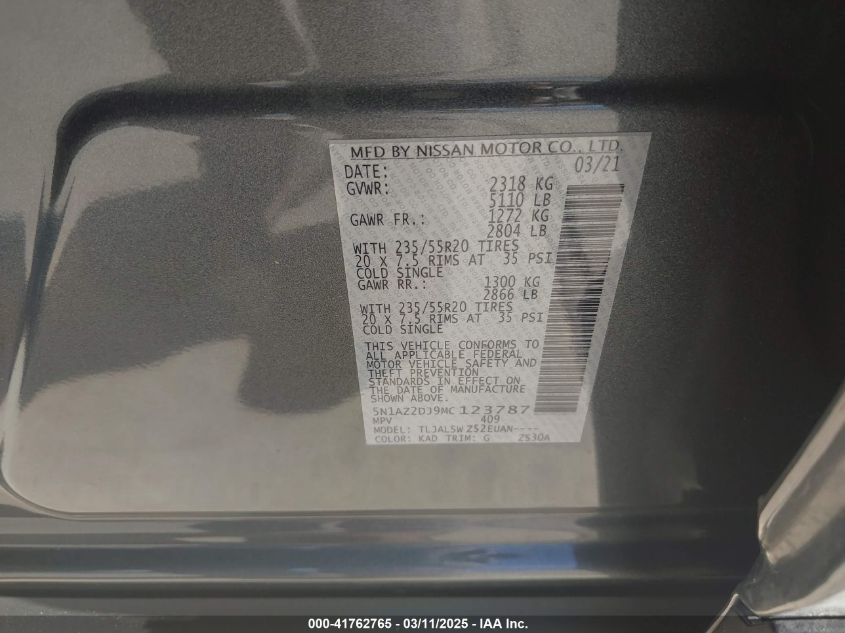 MFD BY NISSAN MOTOR CO., LTD.
DATE: 03/21
GVWR: 2318 KG
5110 LB
GAWR FR.: 1272 KG
2804 LB
WITH 235/55R20 TIRES
20 X 7.5 RIMS AT 35 PSI
COLD SINGLE
GAWR RR.: 1300 KG
2866 LB
WITH 235/55R20 TIRES
20 X 7.5 RIMS AT 35 PSI
COLD SINGLE
THIS VEHICLE CONFORMS TO
ALL APPLICABLE FEDERAL
MOTOR VEHICLE SAFETY AND
THEFT PREVENTION
STANDARDS IN EFFECT ON
THE DATE OF MANUFACTURE
SHOWN ABOVE.
5N1AZ2DJ9MC123787
MPV 409
MODEL: TLJALSW Z52EUAN----
COLOR: KAD TRIM: G Z530A
000-41762765 - 03/11/2025 - IAA Inc.